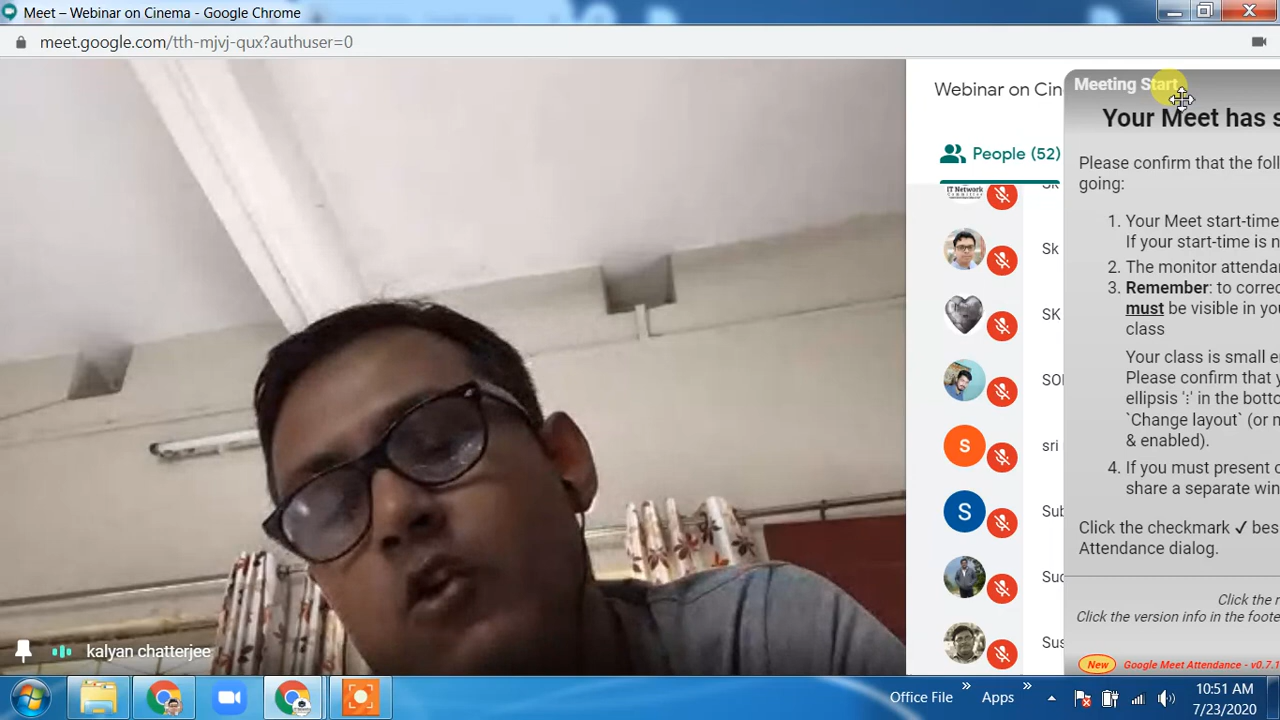 Meet – Webinar on Cinema - Google Chrome
meet.google.com/tth-mjvj-qux?authuser=0
Webinar on Cin
People (52)
IT Network
Sk
SK
SO
sri
S
Sub
S
Suc
Sus
Meeting Start
Your Meet has s
Please confirm that the foll
going:
1. Your Meet start-time
If your start-time is n
2. The monitor attenda
3. Remember: to correc
must be visible in you
class
Your class is small e
Please confirm that y
ellipsis '⋮' in the botto
`Change layout` (or m
& enabled).
4. If you must present o
share a separate win
Click the checkmark ✓ bes
Attendance dialog.
Click the r
Click the version info in the foote
New Google Meet Attendance - v0.7.1
kalyan chatterjee
Office File » Apps »
10:51 AM
7/23/2020